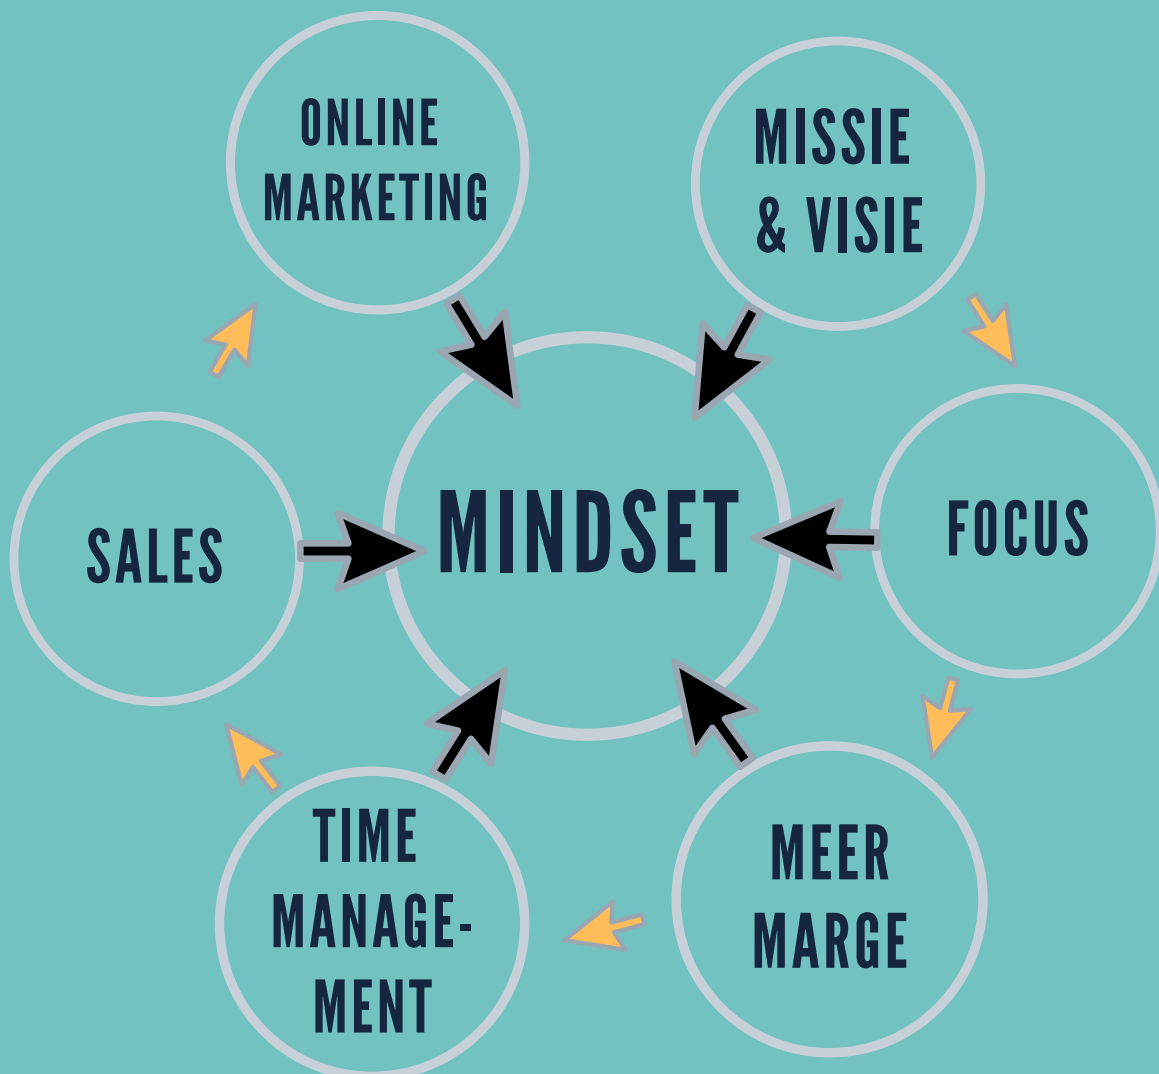 ONLINE
MARKETING
MISSIE
& VISIE
MINDSET
FOCUS
SALES
MEER
MARGE
TIME
MANAGE-
MENT